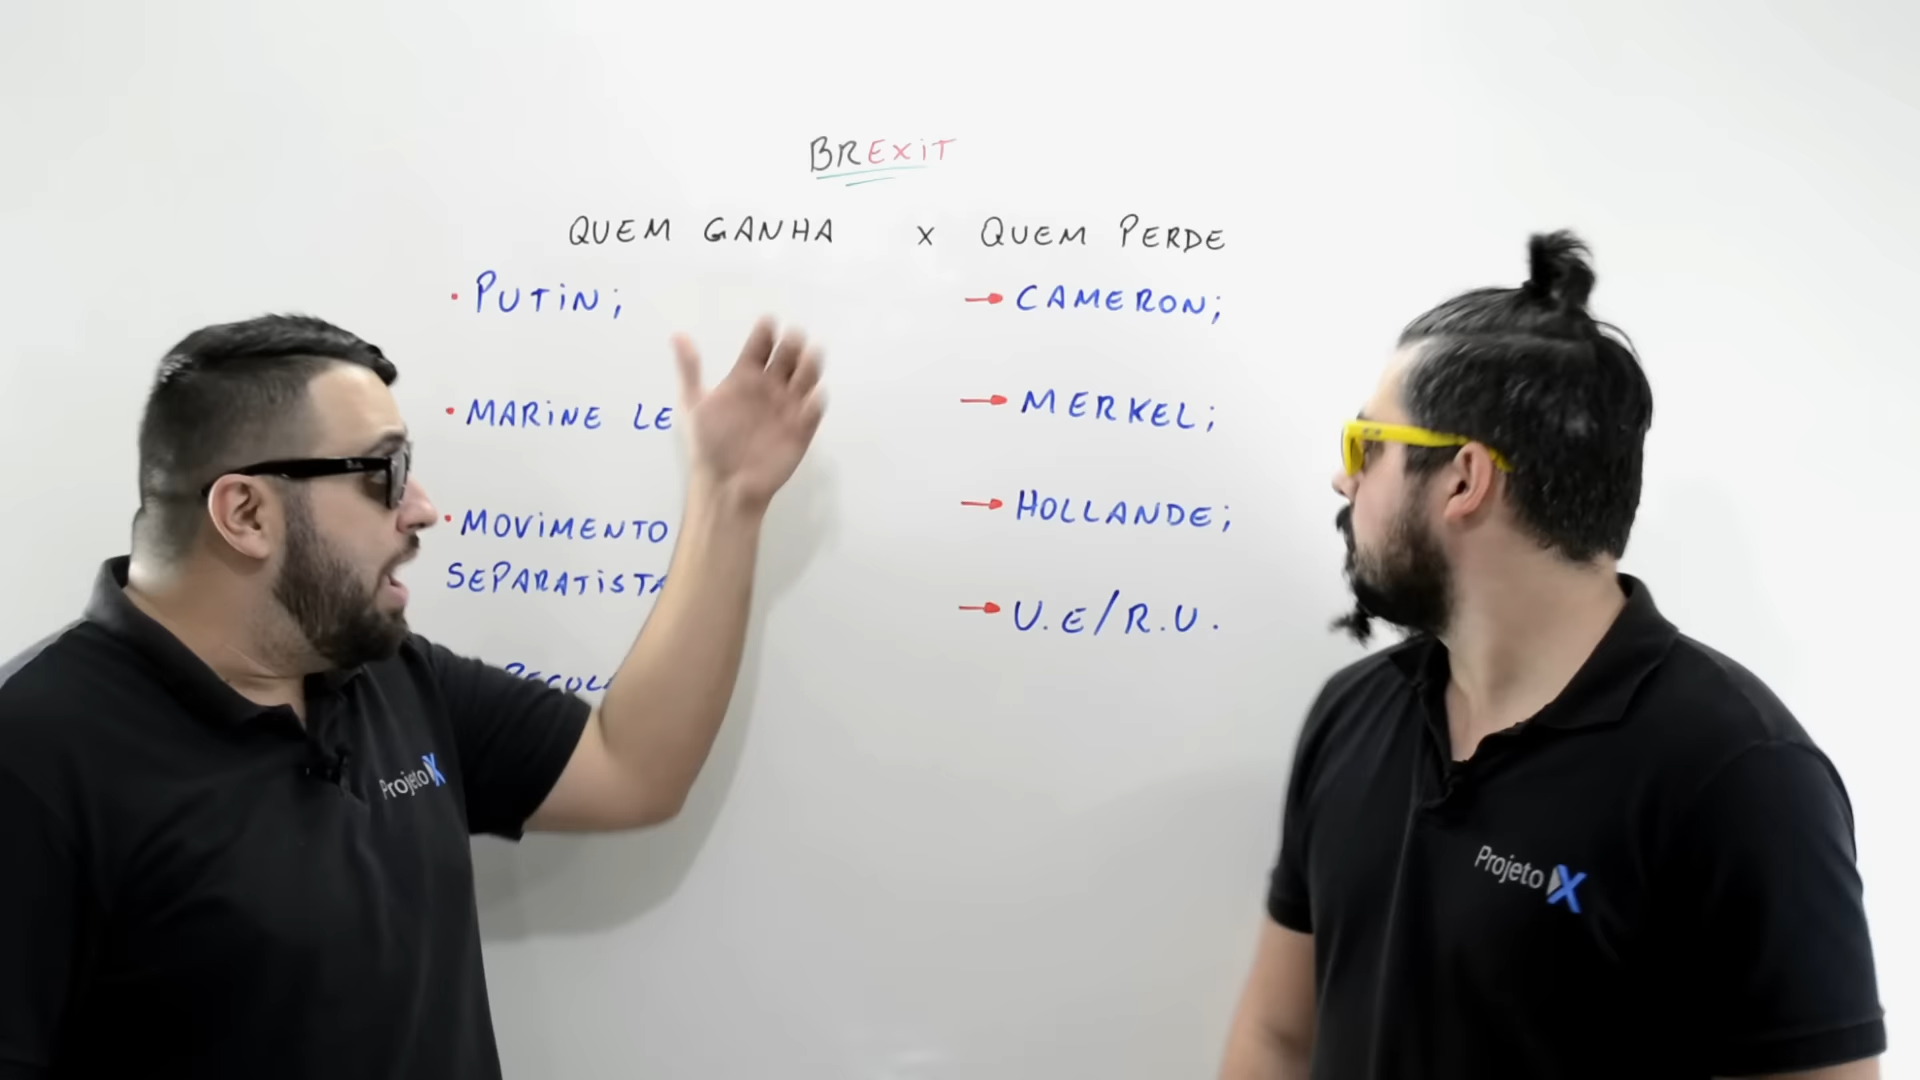 BREXIT
QUEM GANHA x QUEM PERDE
• PUTIN;
→ CAMERON;
• MARINE LE
→ MERKEL;
• MOVIMENTO
SEPARATISTA
→ HOLLANDE;
→ U.E/R.U.
Projeto X
Projeto X